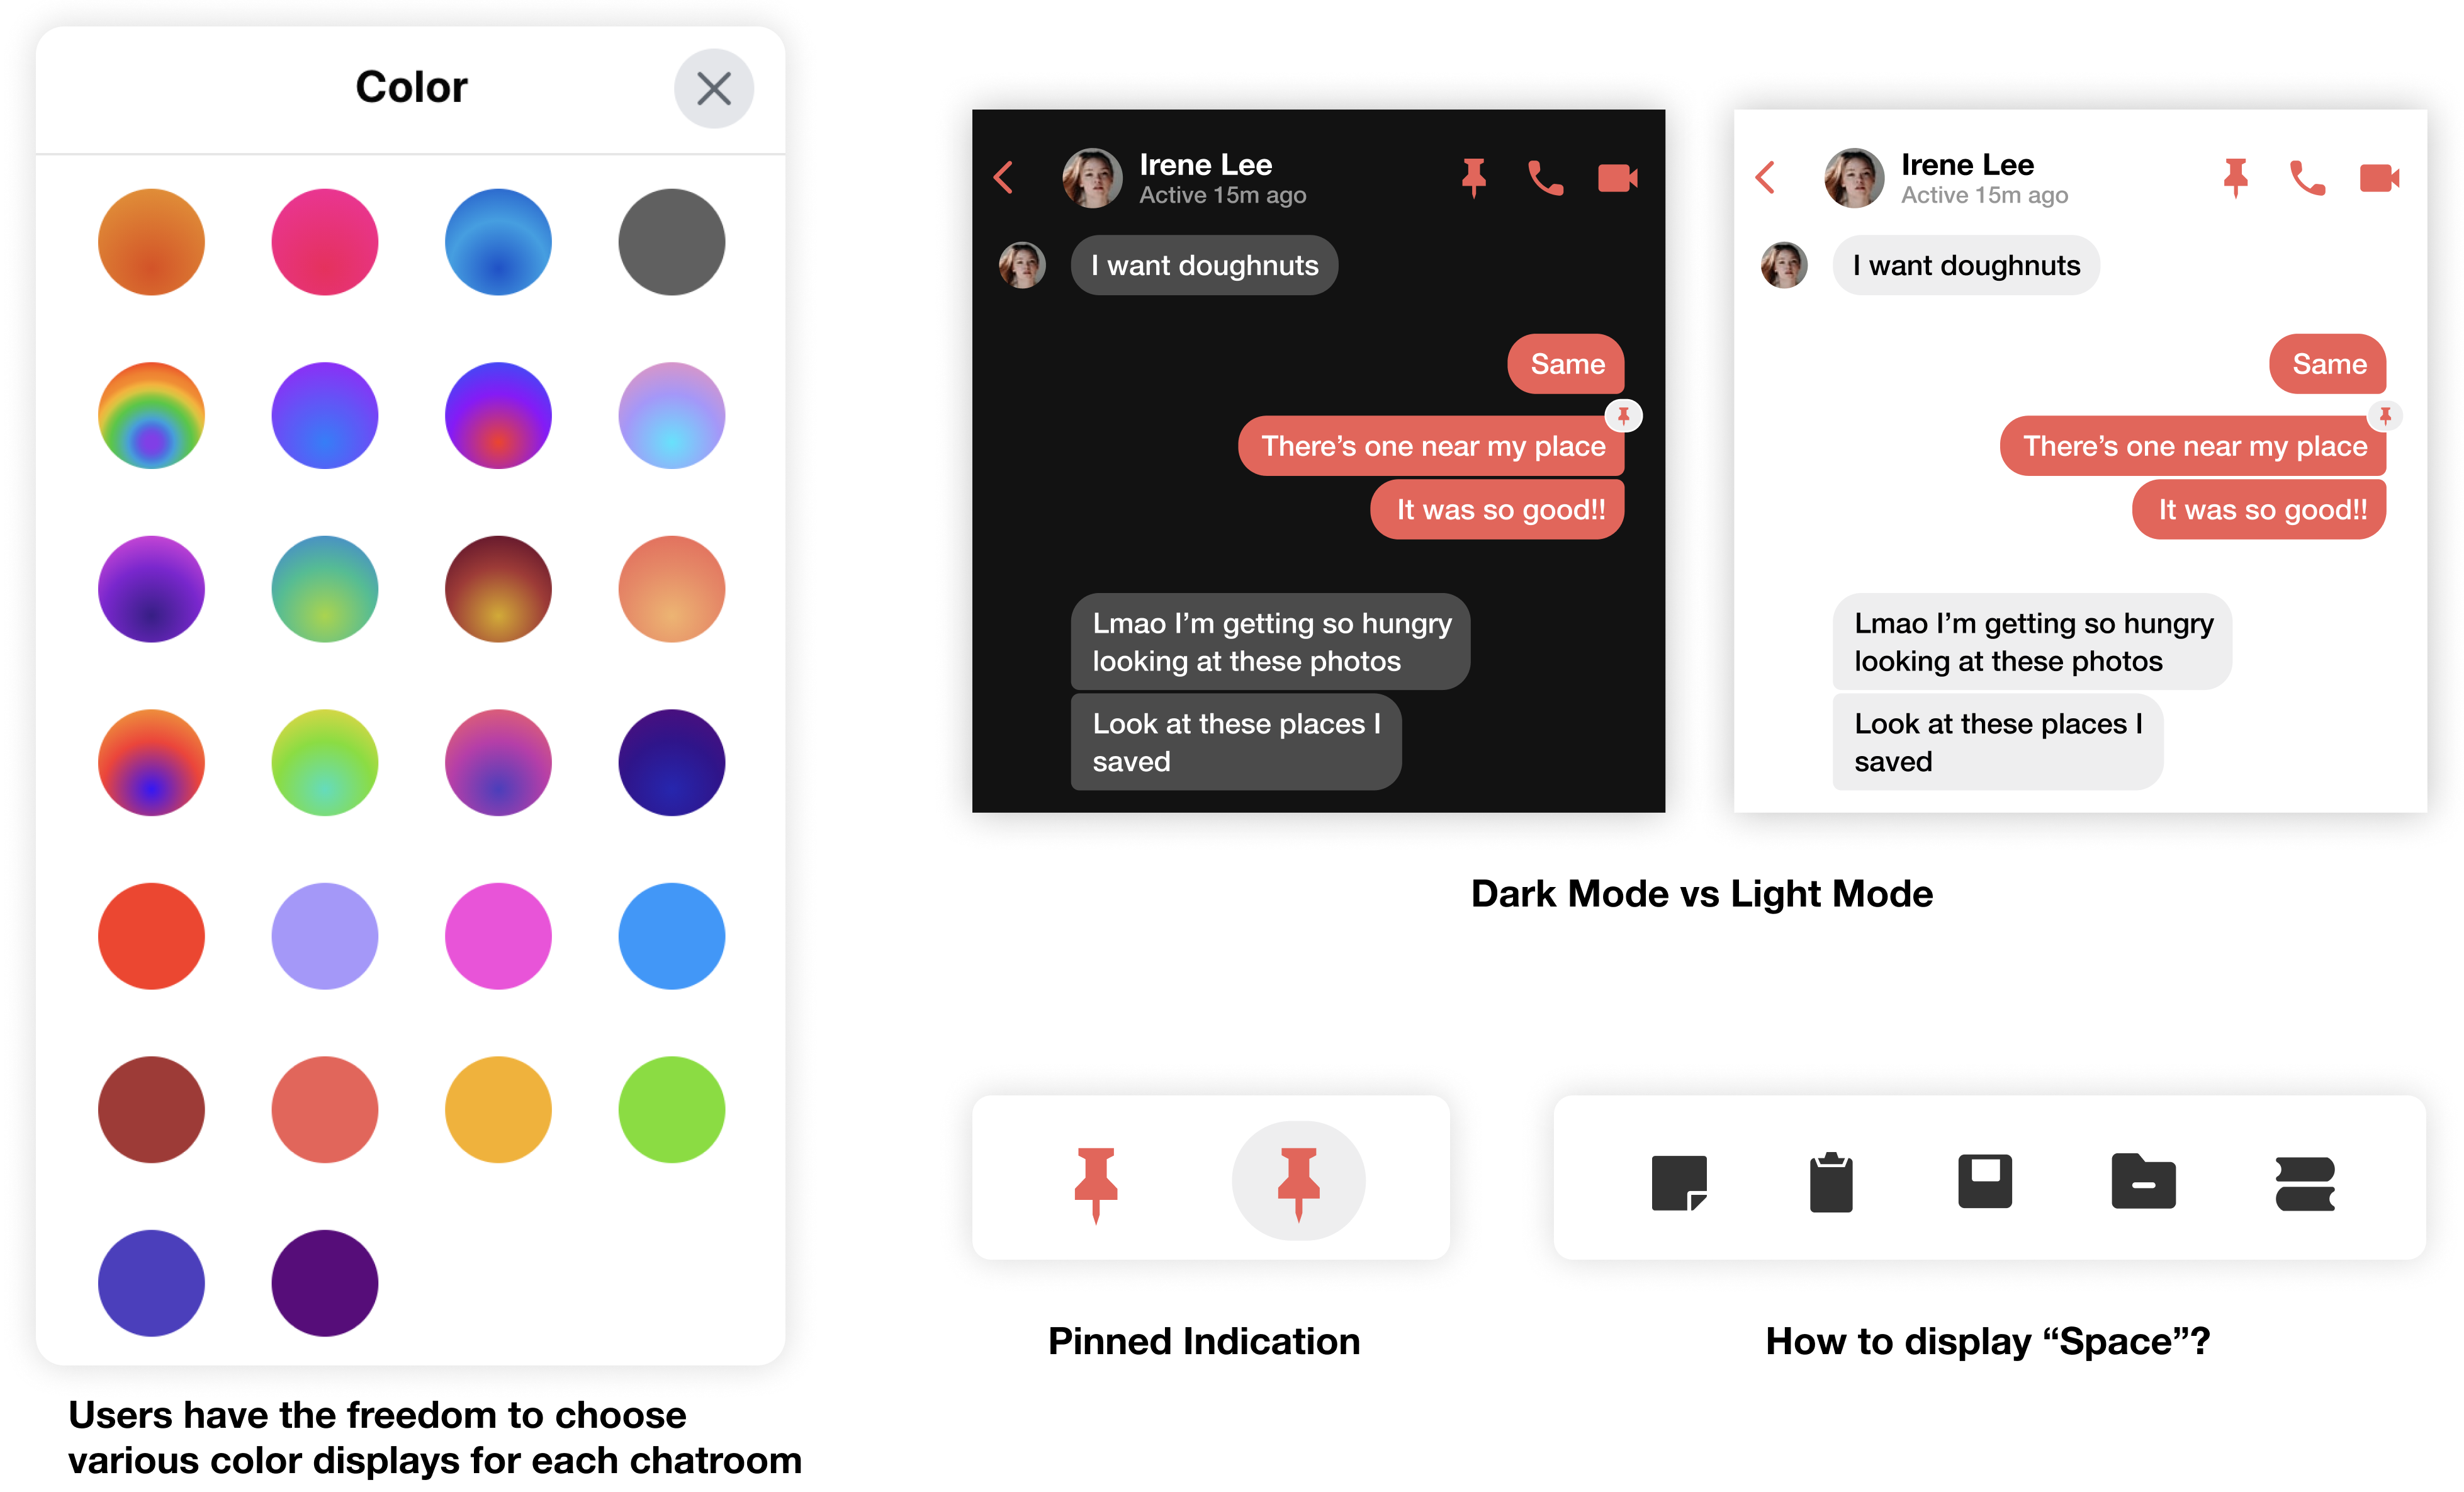 Color
Users have the freedom to choose
various color displays for each chatroom
Irene Lee
Active 15m ago
I want doughnuts
Same
There’s one near my place
It was so good!!
Lmao I’m getting so hungry
looking at these photos
Look at these places I
saved
Irene Lee
Active 15m ago
I want doughnuts
Same
There’s one near my place
It was so good!!
Lmao I’m getting so hungry
looking at these photos
Look at these places I
saved
Dark Mode vs Light Mode
Pinned Indication
How to display “Space”?